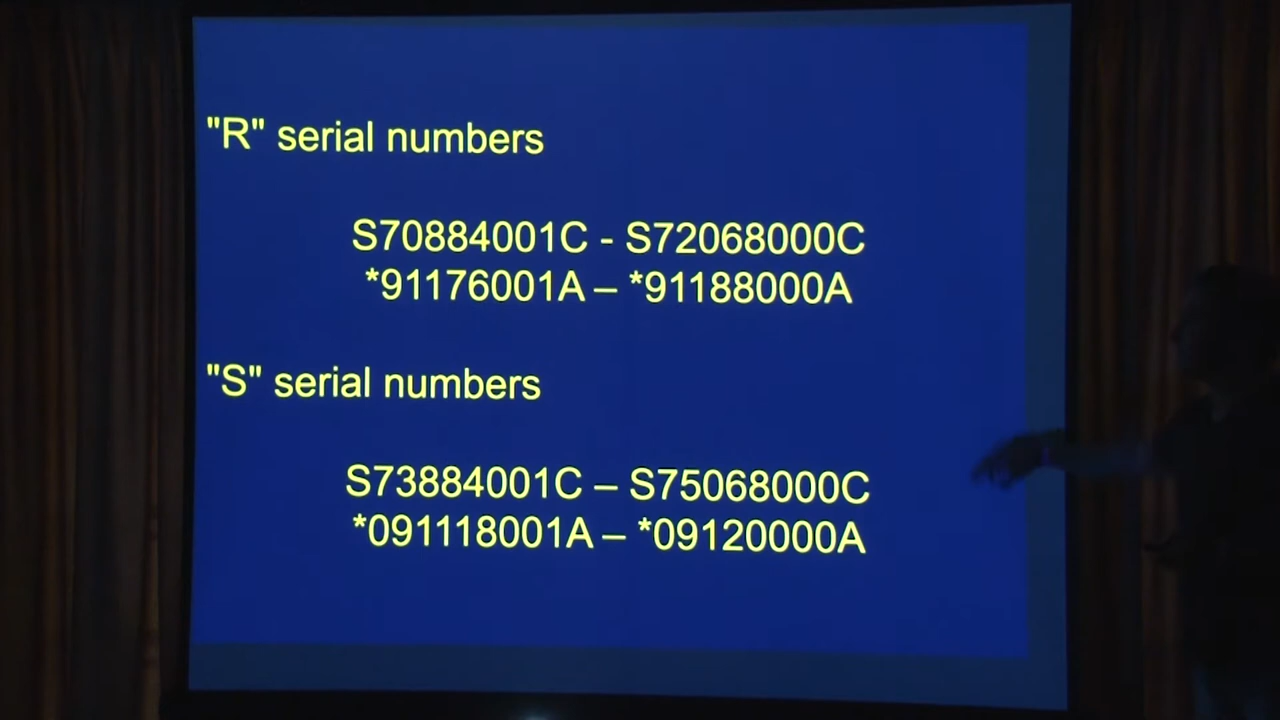 "R" serial numbers
S70884001C - S72068000C
*91176001A – *91188000A
"S" serial numbers
S73884001C – S75068000C
*091118001A – *09120000A